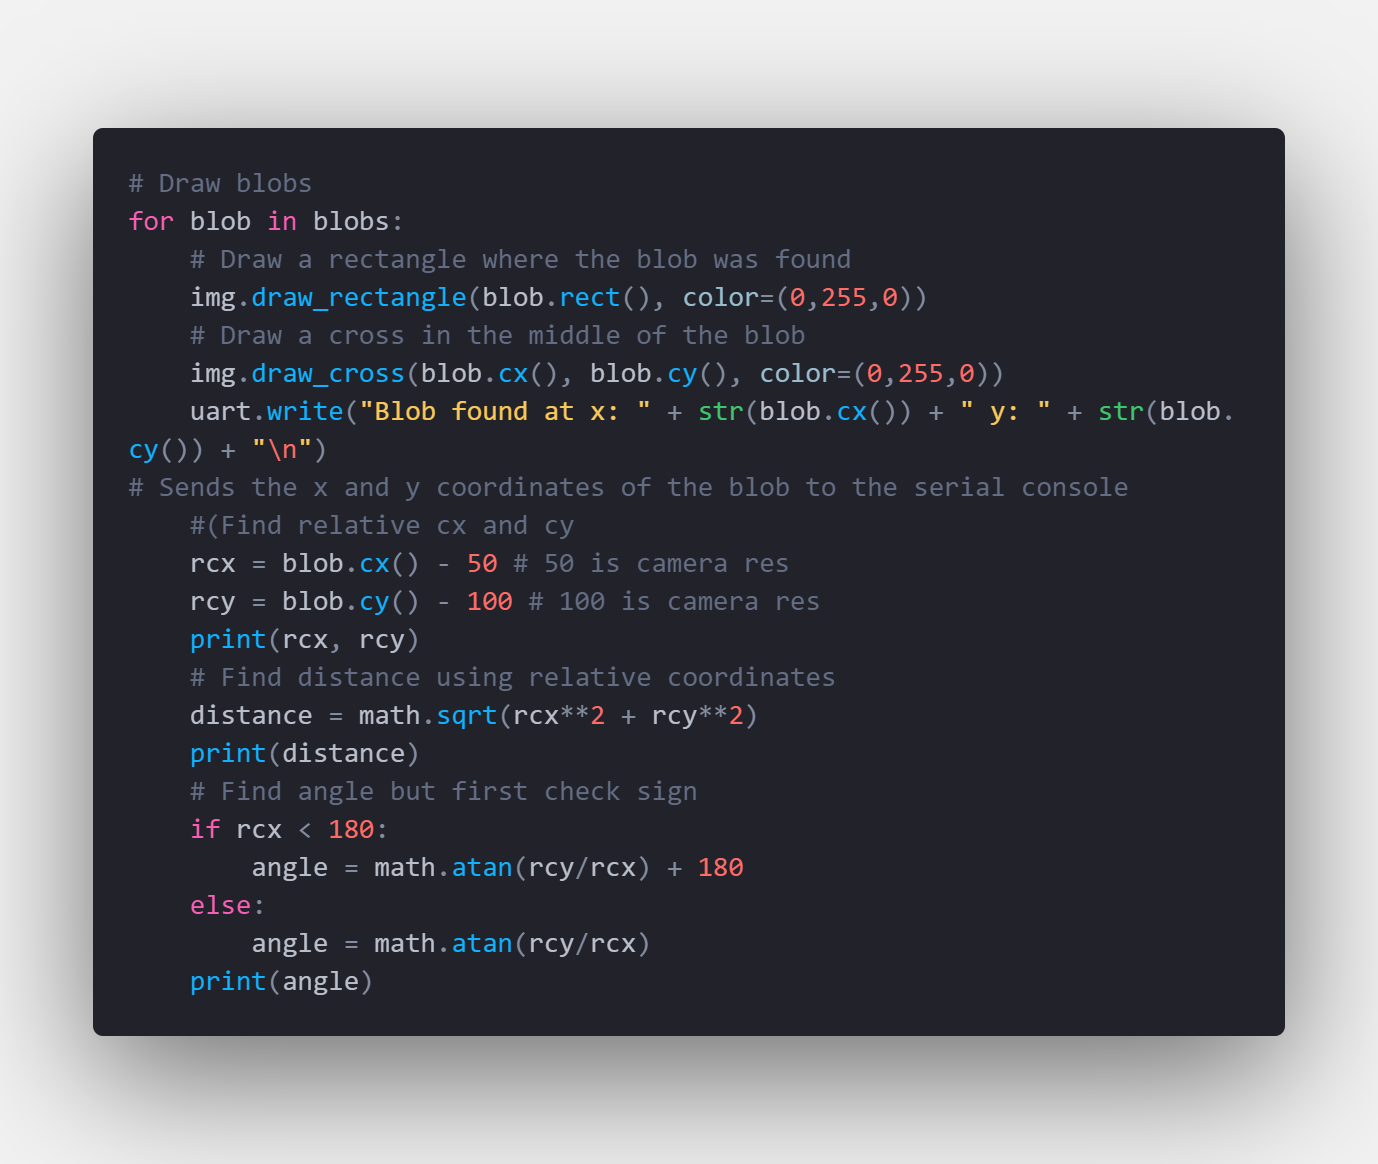 # Draw blobs
for blob in blobs:
    # Draw a rectangle where the blob was found
    img.draw_rectangle(blob.rect(), color=(0,255,0))
    # Draw a cross in the middle of the blob
    img.draw_cross(blob.cx(), blob.cy(), color=(0,255,0))
    uart.write("Blob found at x: " + str(blob.cx()) + " y: " + str(blob.
cy()) + "\n")
# Sends the x and y coordinates of the blob to the serial console
    #(Find relative cx and cy
    rcx = blob.cx() - 50 # 50 is camera res
    rcy = blob.cy() - 100 # 100 is camera res
    print(rcx, rcy)
    # Find distance using relative coordinates
    distance = math.sqrt(rcx**2 + rcy**2)
    print(distance)
    # Find angle but first check sign
    if rcx < 180:
        angle = math.atan(rcy/rcx) + 180
    else:
        angle = math.atan(rcy/rcx)
    print(angle)